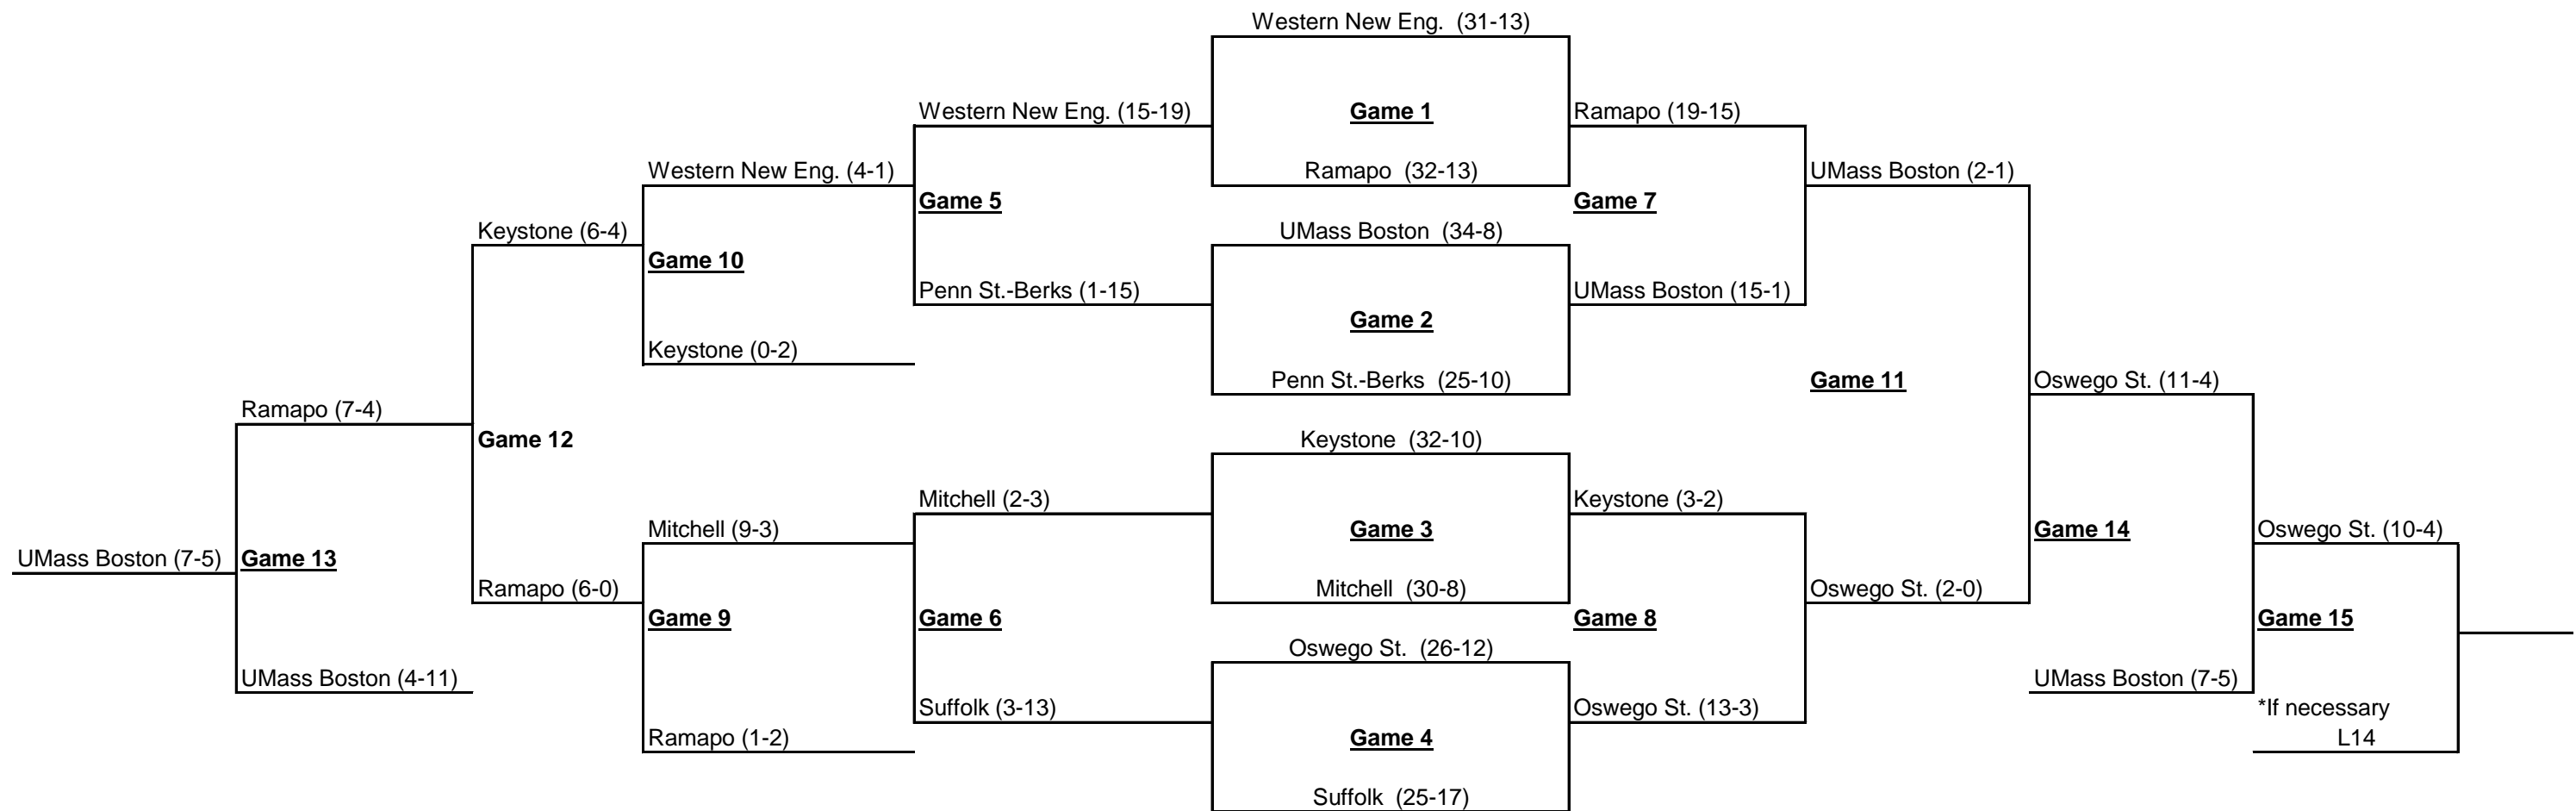 Western New Eng.  (31-13)
Western New Eng. (15-19)
Game 1
Ramapo (19-15)
Western New Eng. (4-1)
Ramapo  (32-13)
UMass Boston (2-1)
Game 5
Game 7
Keystone (6-4)
UMass Boston  (34-8)
Game 10
Penn St.-Berks (1-15)
UMass Boston (15-1)
Game 2
Keystone (0-2)
Penn St.-Berks  (25-10)
Game 11
Oswego St. (11-4)
Ramapo (7-4)
Game 12
Keystone  (32-10)
Mitchell (2-3)
Keystone (3-2)
Mitchell (9-3)
Game 3
Game 14
Oswego St. (10-4)
UMass Boston (7-5)
Game 13
Ramapo (6-0)
Mitchell  (30-8)
Oswego St. (2-0)
Game 9
Game 6
Game 8
Game 15
Oswego St.  (26-12)
UMass Boston (4-11)
UMass Boston (7-5)
Suffolk (3-13)
Oswego St. (13-3)
*If necessary
Ramapo (1-2)
Game 4
L14
Suffolk  (25-17)